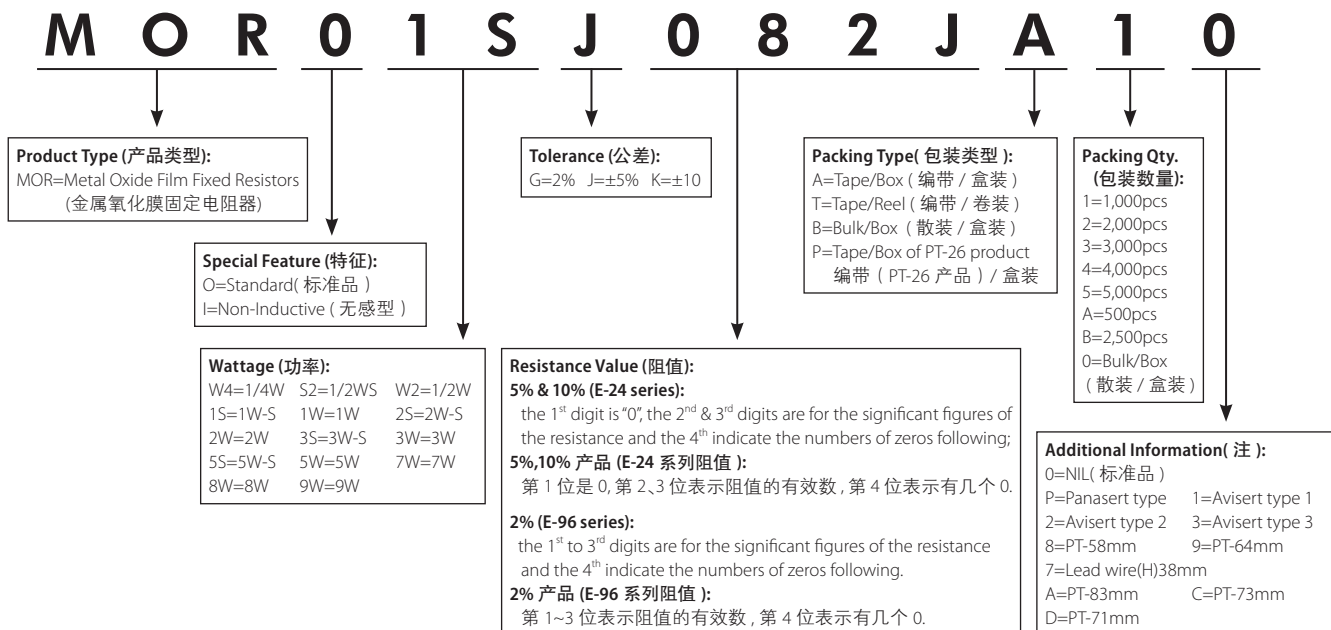 MOR01SJ082JA10
Product Type (产品类型):
MOR=Metal Oxide Film Fixed Resistors
(金属氧化膜固定电阻器)
Special Feature (特征):
O=Standard( 标准品 )
I=Non-Inductive ( 无感型 )
Wattage (功率):
W4=1/4W S2=1/2WS W2=1/2W
1S=1W-S 1W=1W 2S=2W-S
2W=2W 3S=3W-S 3W=3W
5S=5W-S 5W=5W 7W=7W
8W=8W 9W=9W
Tolerance (公差):
G=2% J=±5% K=±10
Resistance Value (阻值):
5% & 10% (E-24 series):
the 1st digit is "0", the 2nd & 3rd digits are for the significant figures of
the resistance and the 4th indicate the numbers of zeros following;
5%,10% 产品 (E-24 系列阻值 ):
第 1 位是 0, 第 2、3 位表示阻值的有效数 , 第 4 位表示有几个 0.
2% (E-96 series):
the 1st to 3rd digits are for the significant figures of the resistance
and the 4th indicate the numbers of zeros following.
2% 产品 (E-96 系列阻值 ):
第 1~3 位表示阻值的有效数 , 第 4 位表示有几个 0.
Packing Type( 包装类型 ):
A=Tape/Box ( 编带 / 盒装 )
T=Tape/Reel ( 编带 / 卷装 )
B=Bulk/Box ( 散装 / 盒装 )
P=Tape/Box of PT-26 product
编带 ( PT-26 产品 ) / 盒装
Packing Qty.
(包装数量):
1=1,000pcs
2=2,000pcs
3=3,000pcs
4=4,000pcs
5=5,000pcs
A=500pcs
B=2,500pcs
0=Bulk/Box
( 散装 / 盒装 )
Additional Information( 注 ):
0=NIL( 标准品 )
P=Panasert type 1=Avisert type 1
2=Avisert type 2 3=Avisert type 3
8=PT-58mm 9=PT-64mm
7=Lead wire(H)38mm
A=PT-83mm C=PT-73mm
D=PT-71mm